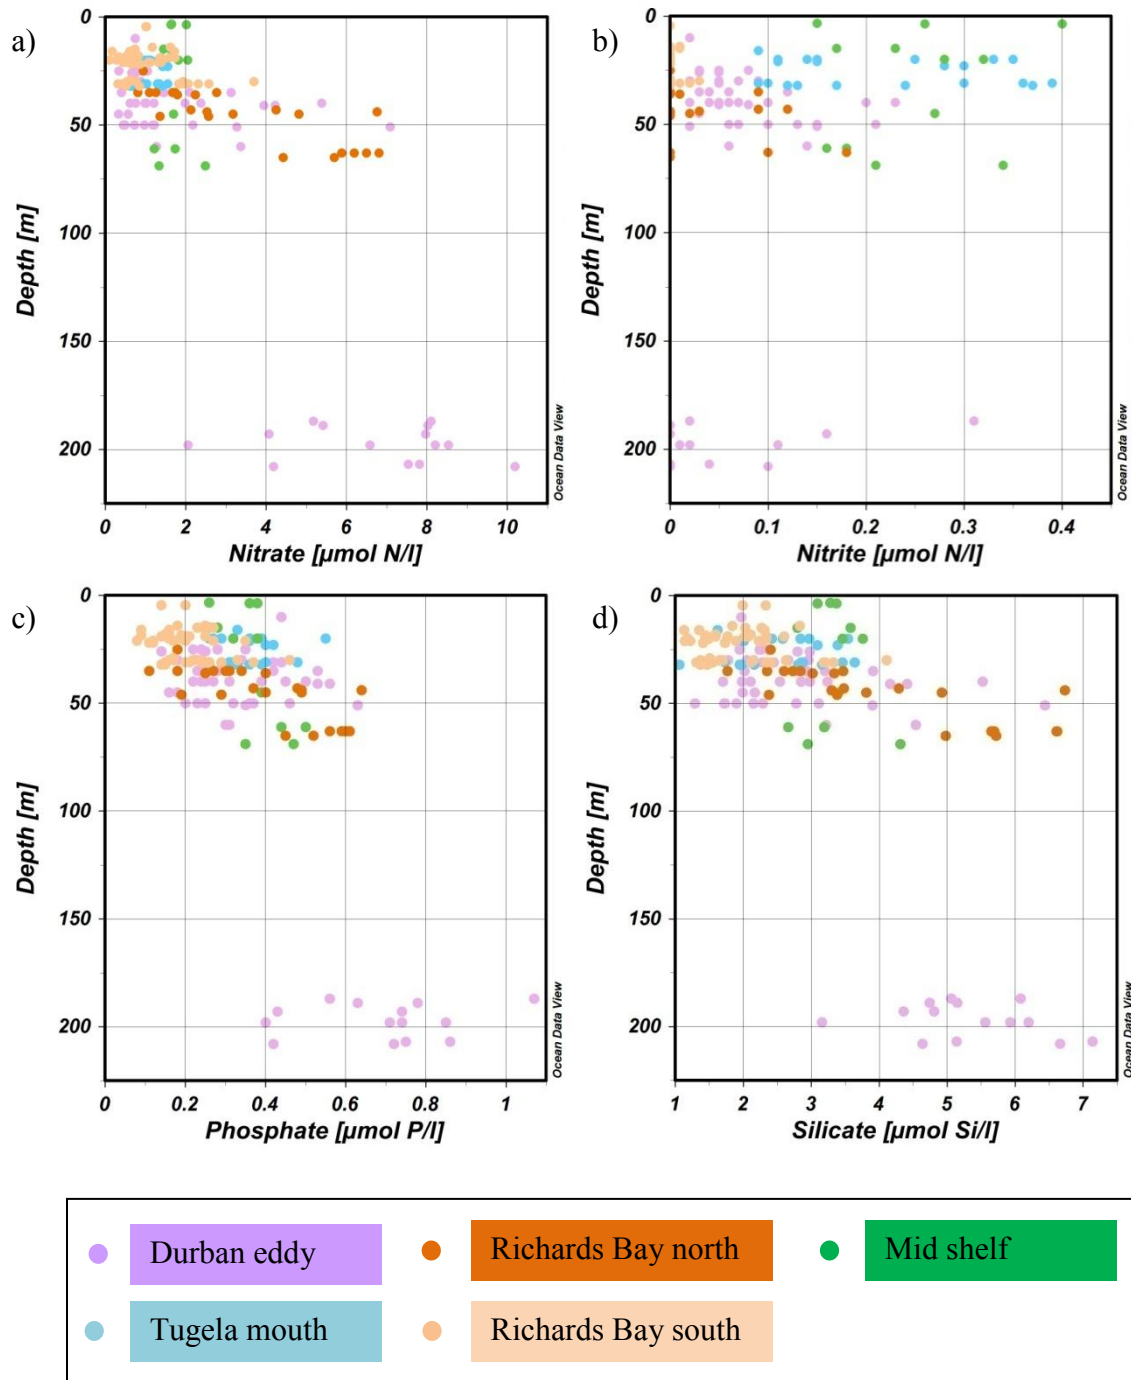 a)
0
50
100
150
200
Depth [m]
0 2 4 6 8 10
Nitrate [µmol N/l]
Ocean Data View
b)
0
50
100
150
200
Depth [m]
0 0.1 0.2 0.3 0.4
Nitrite [µmol N/l]
Ocean Data View
c)
0
50
100
150
200
Depth [m]
0 0.2 0.4 0.6 0.8 1
Phosphate [µmol P/l]
Ocean Data View
d)
0
50
100
150
200
Depth [m]
1 2 3 4 5 6 7
Silicate [µmol Si/l]
Ocean Data View
Durban eddy Richards Bay north Mid shelf
Tugela mouth Richards Bay south